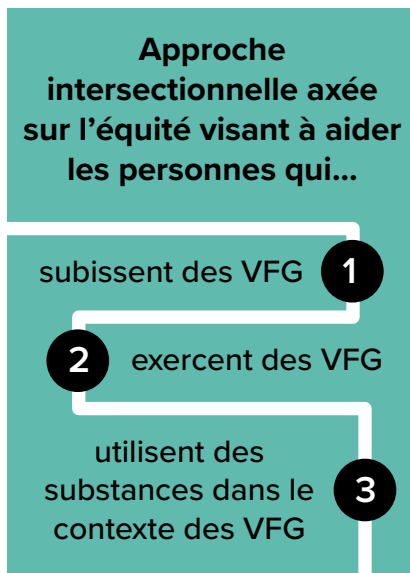 Approche
intersectionnelle axée
sur l’équité visant à aider
les personnes qui...
subissent des VFG 1
2 exercent des VFG
utilisent des
substances dans le 3
contexte des VFG